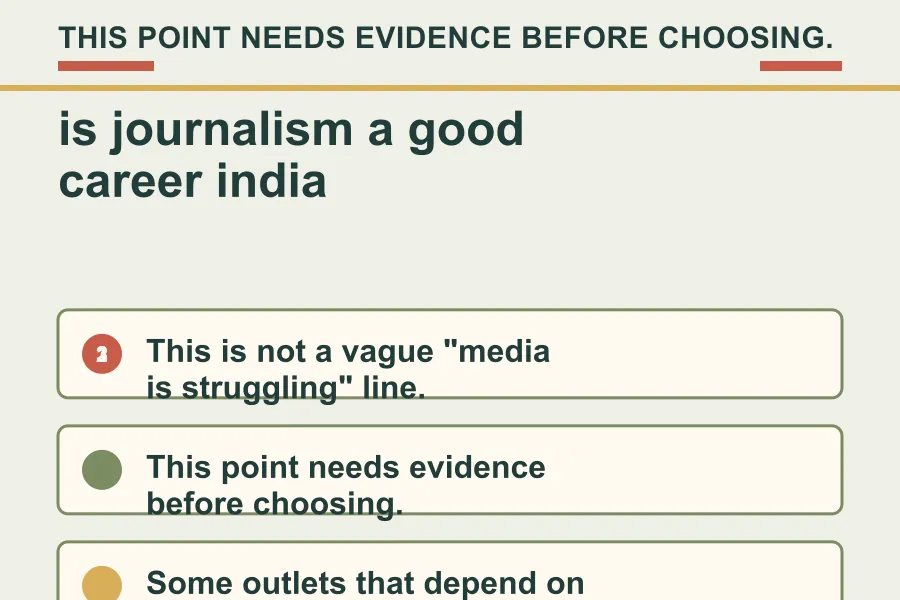 THIS POINT NEEDS EVIDENCE BEFORE CHOOSING.
is journalism a good
career india
This is not a vague "media
is struggling" line.
This point needs evidence
before choosing.
Some outlets that depend on